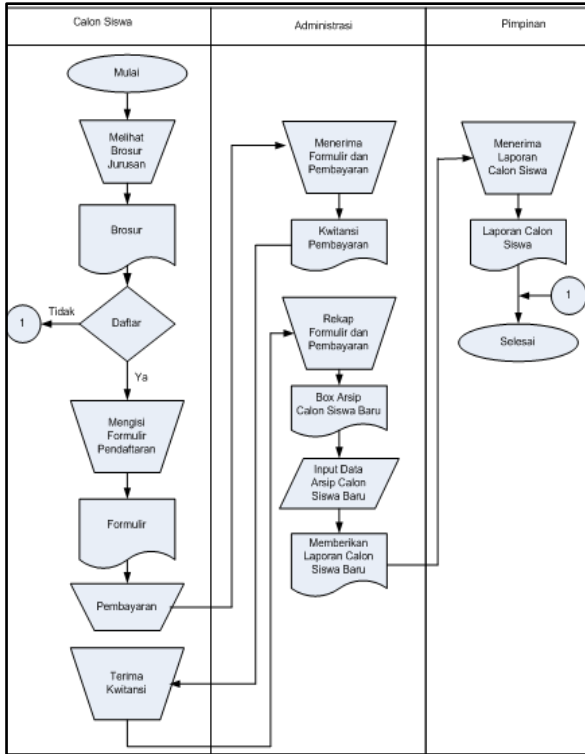 Calon Siswa
Administrasi
Pimpinan
Mulai
Melihat
Brosur
Jurusan
Brosur
Daftar
Tidak
1
Ya
Mengisi
Formulir
Pendaftaran
Formulir
Pembayaran
Terima
Kwitansi
Menerima
Formulir dan
Pembayaran
Kwitansi
Pembayaran
Rekap
Formulir dan
Pembayaran
Box Arsip
Calon Siswa Baru
Input Data
Arsip Calon
Siswa Baru
Memberikan
Laporan Calon
Siswa Baru
Menerima
Laporan
Calon Siswa
Laporan Calon
Siswa
1
Selesai